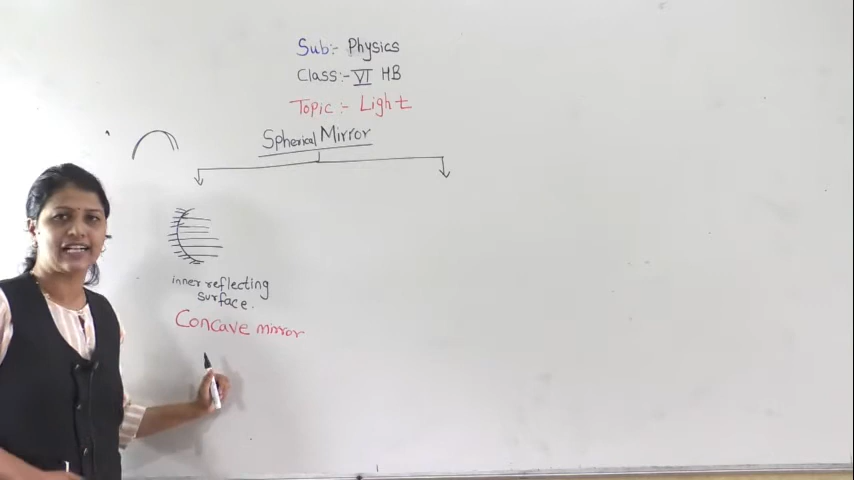 Sub:- Physics
Class:- VI HB
Topic :- Light
Spherical Mirror
inner reflecting
surface.
Concave mirror